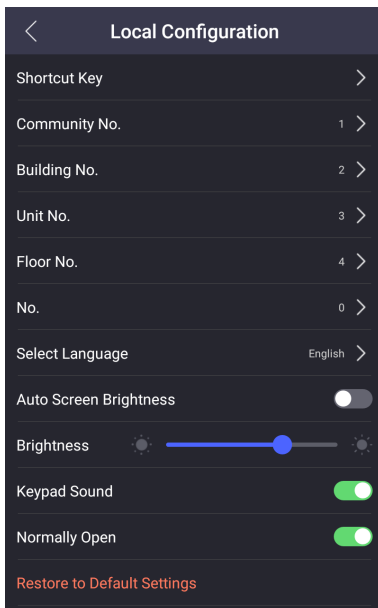 Local Configuration
Shortcut Key
Community No. 1
Building No. 2
Unit No. 3
Floor No. 4
No. 0
Select Language English
Auto Screen Brightness
Brightness
Keypad Sound
Normally Open
Restore to Default Settings